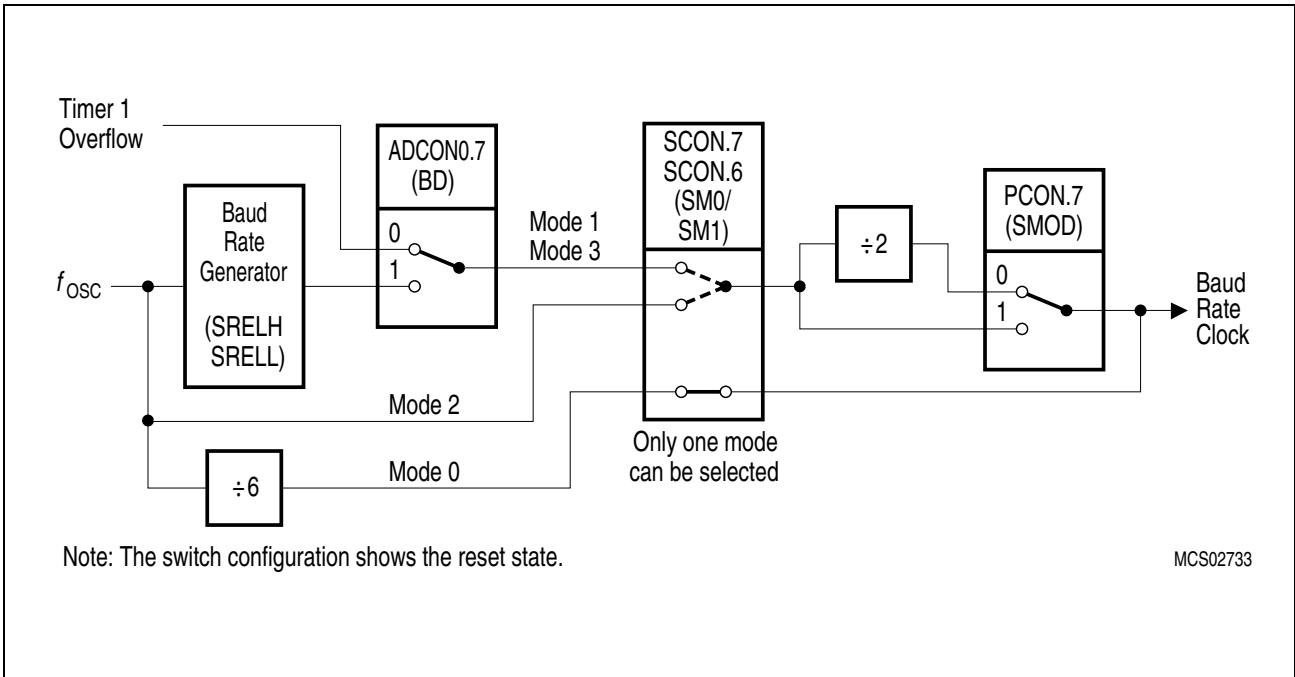 Timer 1
Overflow
ADCON0.7
(BD)
0
1
Baud
Rate
Generator
(SRELH
SRELL)
f OSC
Mode 1
Mode 3
SCON.7
SCON.6
(SM0/
SM1)
÷2
PCON.7
(SMOD)
0
1
Baud
Rate
Clock
Mode 2
Only one mode
can be selected
÷6
Mode 0
Note: The switch configuration shows the reset state.
MCS02733